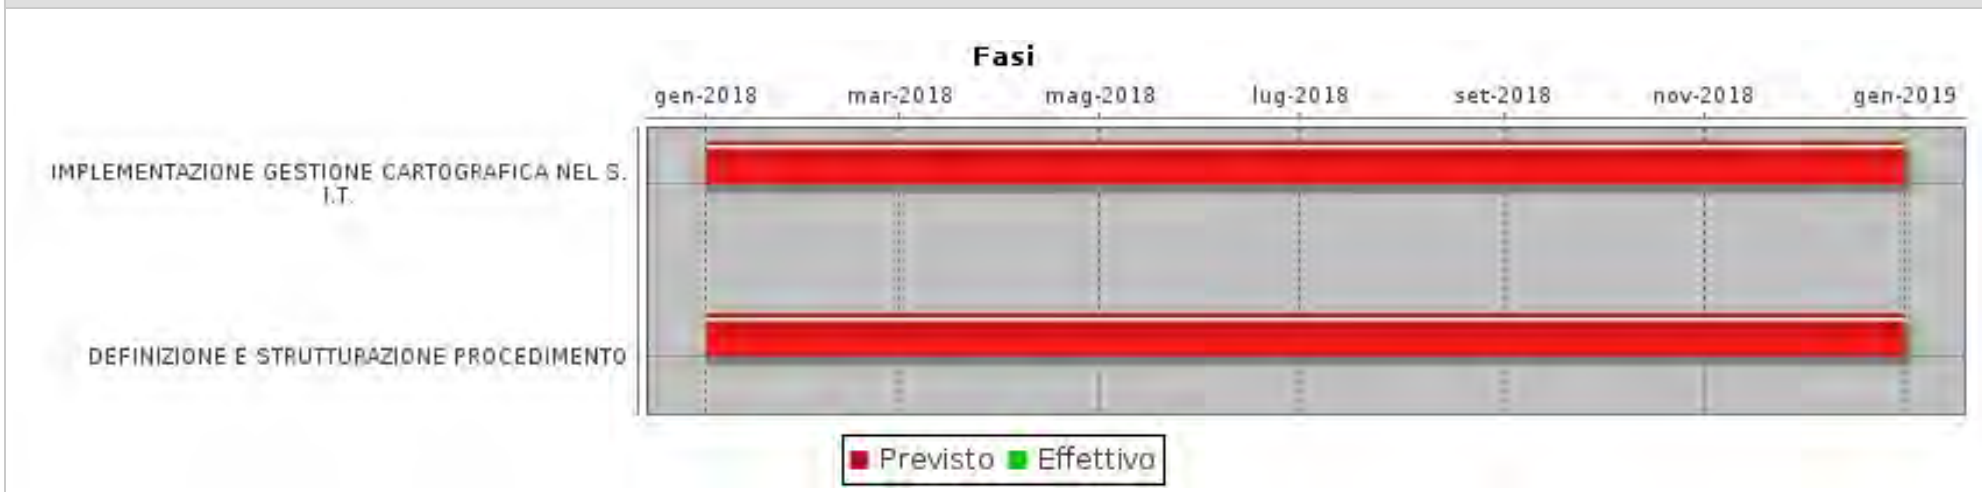 Fasi
gen-2018 mar-2018 mag-2018 lug-2018 set-2018 nov-2018 gen-2019
IMPLEMENTAZIONE GESTIONE CARTOGRAFICA NEL S.
I.T.
DEFINIZIONE E STRUTTURAZIONE PROCEDIMENTO
Previsto Effettivo